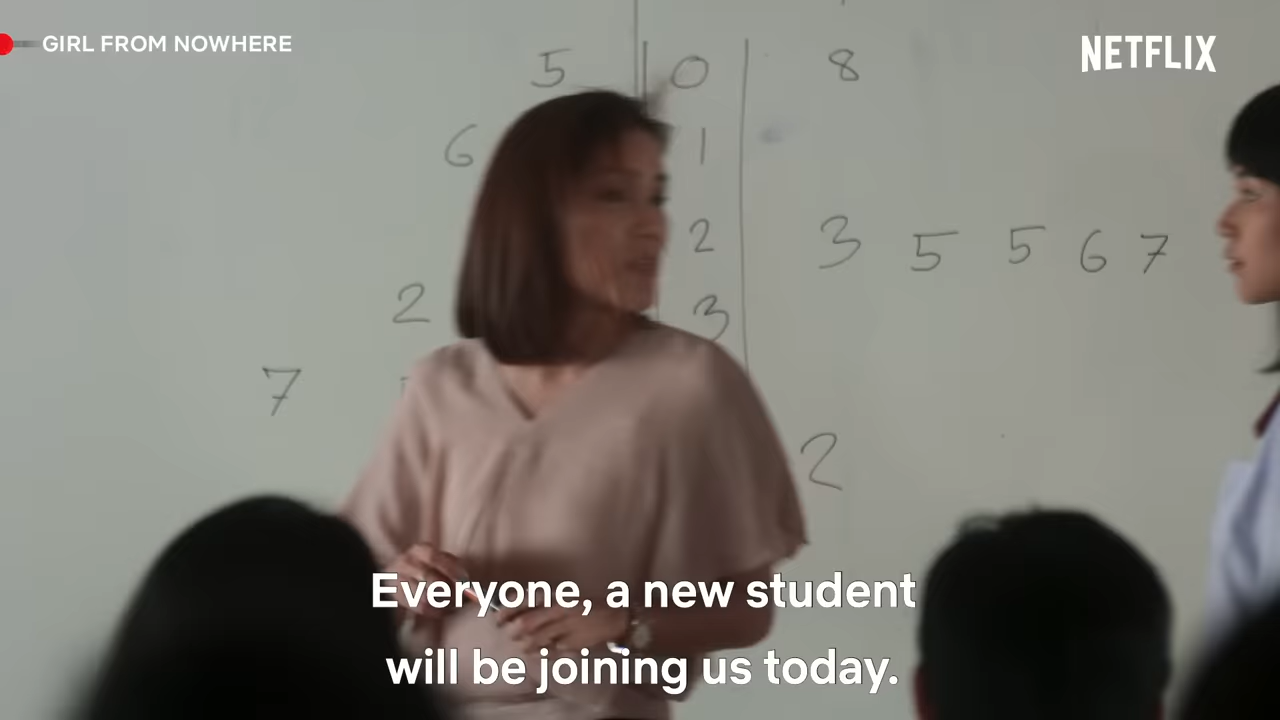 GIRL FROM NOWHERE
NETFLIX
5 0 8
6 1
2 3 5 5 6 7
2 3
7
2
Everyone, a new student
will be joining us today.